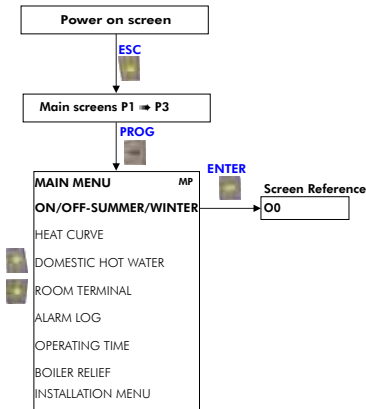 Power on screen
ESC
Main screens P1 ➠ P3
PROG
MAIN MENU MP
ENTER
Screen Reference
ON/OFF-SUMMER/WINTER
O0
HEAT CURVE
DOMESTIC HOT WATER
ROOM TERMINAL
ALARM LOG
OPERATING TIME
BOILER RELIEF
INSTALLATION MENU